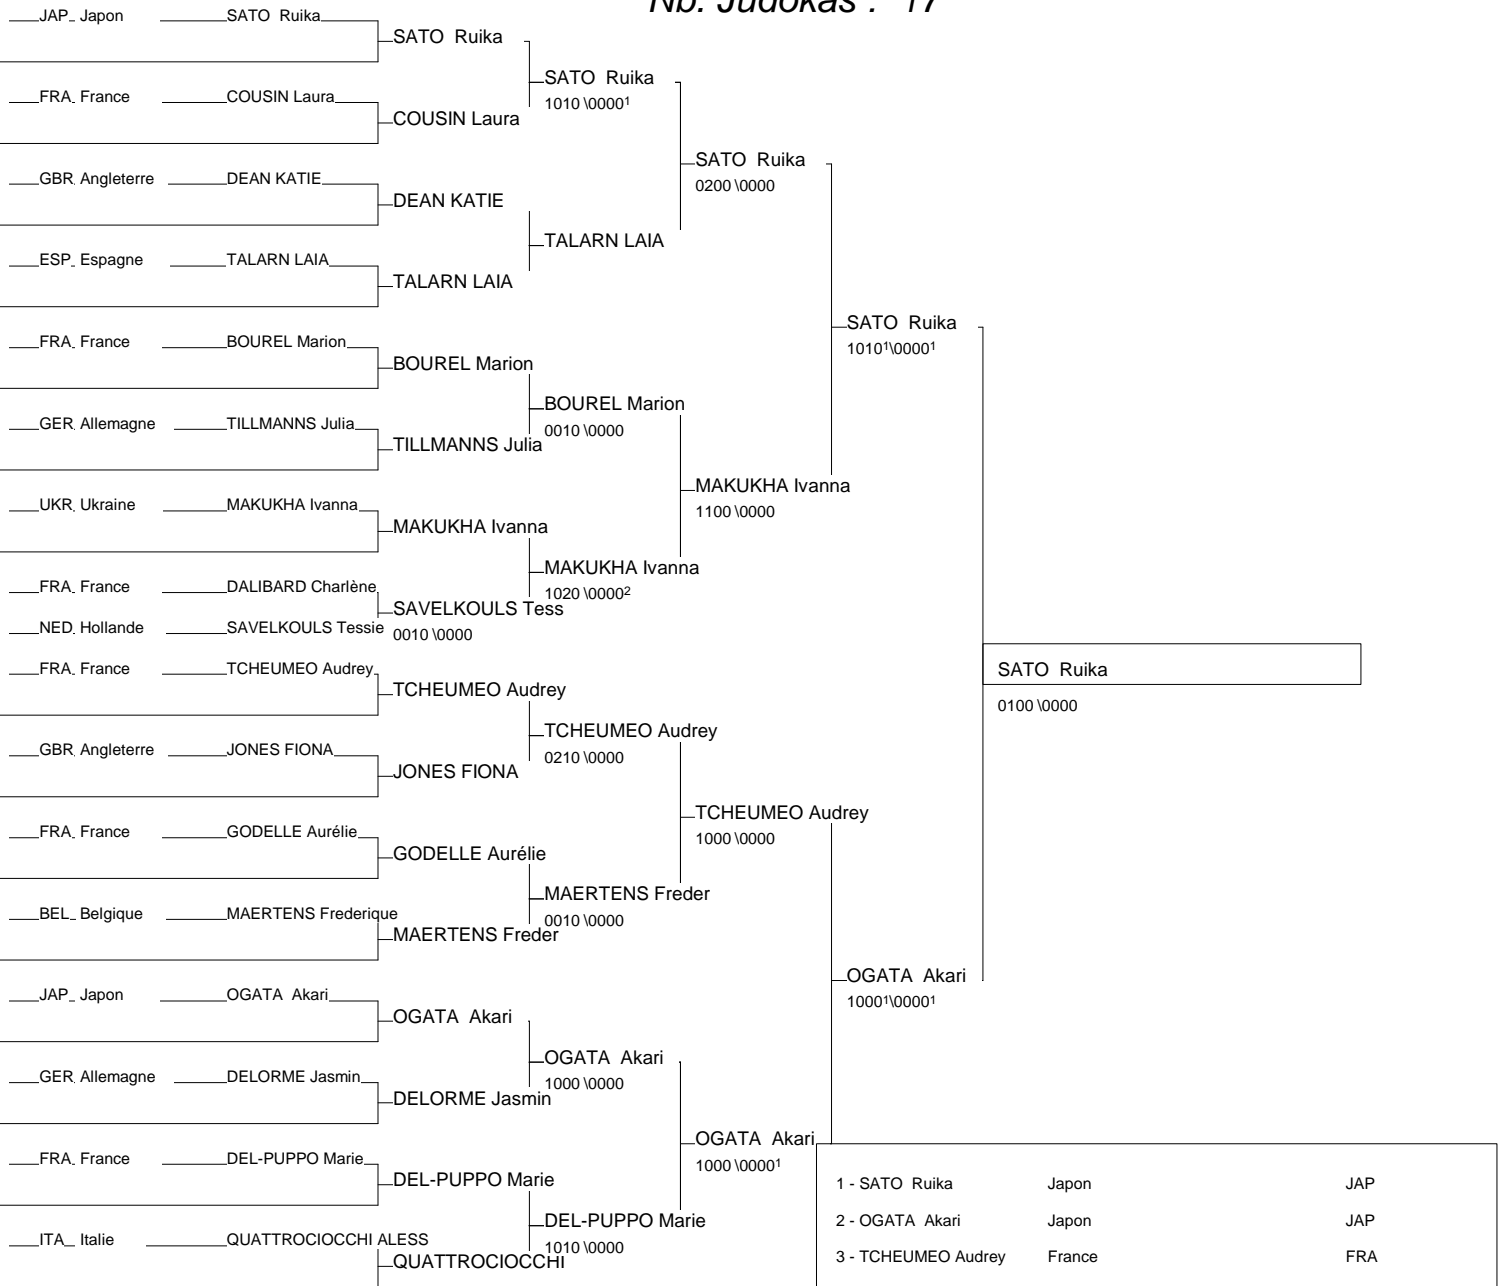 Nb. Judokas : 17
JAP Japon SATO Ruika
SATO Ruika
SATO Ruika
1010 \0000¹
FRA France COUSIN Laura
COUSIN Laura
SATO Ruika
0200 \0000
GBR Angleterre DEAN KATIE
DEAN KATIE
TALARN LAIA
ESP Espagne TALARN LAIA
TALARN LAIA
SATO Ruika
1010¹\0000¹
FRA France BOUREL Marion
BOUREL Marion
BOUREL Marion
0010 \0000
GER Allemagne TILLMANNS Julia
TILLMANNS Julia
MAKUKHA Ivanna
1100 \0000
UKR Ukraine MAKUKHA Ivanna
MAKUKHA Ivanna
MAKUKHA Ivanna
1020 \0000²
FRA France DALIBARD Charlène
SAVELKOULS Tess
NED Hollande SAVELKOULS Tessie
0010 \0000
SATO Ruika
0100 \0000
FRA France TCHEUMEO Audrey
TCHEUMEO Audrey
TCHEUMEO Audrey
0210 \0000
GBR Angleterre JONES FIONA
JONES FIONA
TCHEUMEO Audrey
1000 \0000
FRA France GODELLE Aurélie
GODELLE Aurélie
MAERTENS Freder
0010 \0000
BEL Belgique MAERTENS Frederique
MAERTENS Freder
OGATA Akari
1000¹\0000¹
JAP Japon OGATA Akari
OGATA Akari
OGATA Akari
1000 \0000
GER Allemagne DELORME Jasmin
DELORME Jasmin
OGATA Akari
1000 \0000¹
FRA France DEL-PUPPO Marie
DEL-PUPPO Marie
DEL-PUPPO Marie
1010 \0000
ITA Italie QUATTROCIOCCHI ALESS
QUATTROCIOCCHI
1 - SATO Ruika Japon JAP
2 - OGATA Akari Japon JAP
3 - TCHEUMEO Audrey France FRA